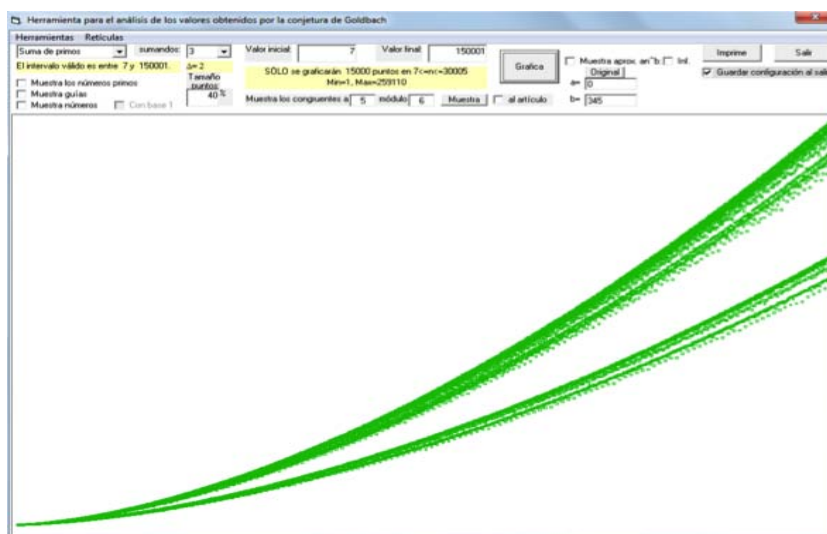 Herramienta para el análisis de los valores obtenidos por la conjetura de Goldbach
Herramientas Retículas
Suma de primos sumandos: 3 Valor inicial: 7 Valor final: 150001
El intervalo válido es entre 7 y 150001. Δ= 2
SÓLO se graficarán 15000 puntos en 7<=n<=30005
Min=1, Max=259110
Grafica
Muestra aprox. an^b Inf.
Original
a= 0
b= 345
Imprime Salir
Guardar configuración al sali
Muestra los números primos
Muestra guías
Muestra números Con base 1
Tamaño
puntos:
40 %
Muestra los congruentes a 5 módulo 6 Muestra al artículo